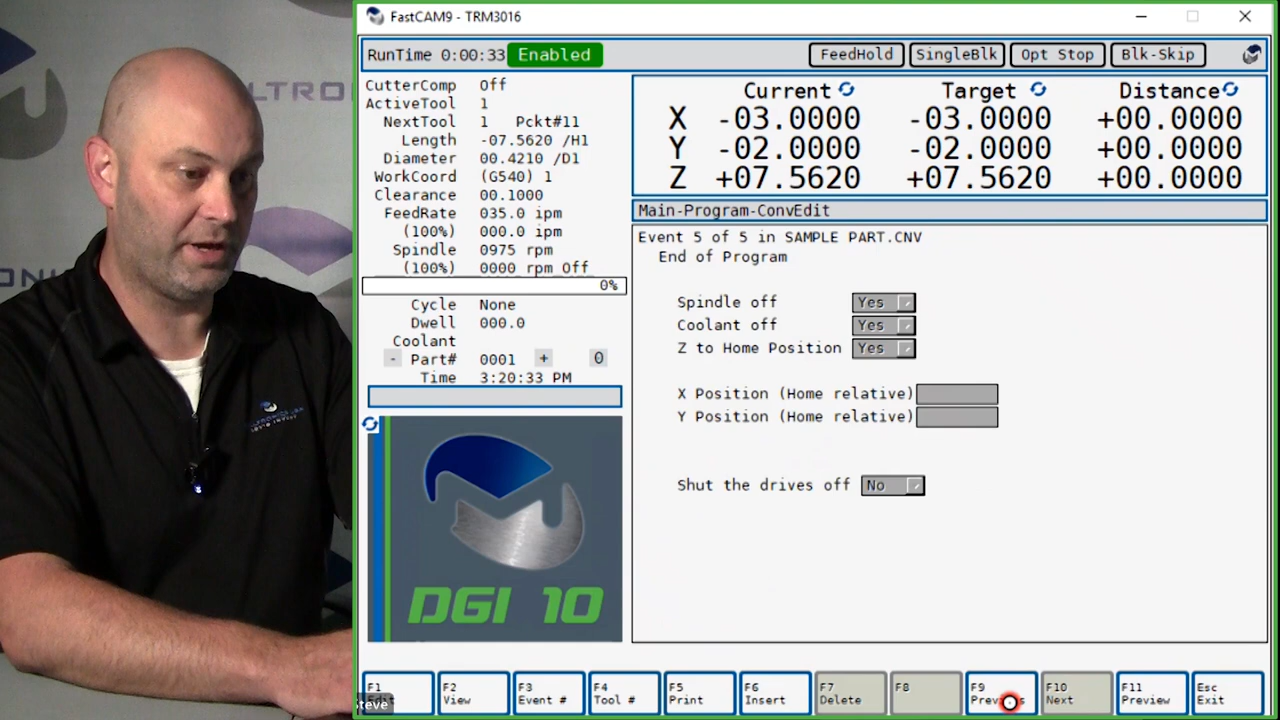 FastCAM9 - TRM3016
RunTime 0:00:33 Enabled
FeedHold SingleBlk Opt Stop Blk-Skip
CutterComp Off
ActiveTool 1
NextTool 1 Pckt#11
Length -07.5620 /H1
Diameter 00.4210 /D1
WorkCoord (G540) 1
Clearance 00.1000
FeedRate 035.0 ipm
(100%) 000.0 ipm
Spindle 0975 rpm
(100%) 0000 rpm Off
0%
Cycle None
Dwell 000.0
Coolant
- Part# 0001 + 0
Time 3:20:33 PM
DGI 10
Current Target Distance
X -03.0000 -03.0000 +00.0000
Y -02.0000 -02.0000 +00.0000
Z +07.5620 +07.5620 +00.0000
Main-Program-ConvEdit
Event 5 of 5 in SAMPLE PART.CNV
End of Program
Spindle off Yes
Coolant off Yes
Z to Home Position Yes
X Position (Home relative)
Y Position (Home relative)
Shut the drives off No
F1 F2 F3 F4 F5 F6 F7 F8 F9 F10 F11 Esc
Edit View Event # Tool # Print Insert Delete Previous Next Preview Exit
Steve
LTRON